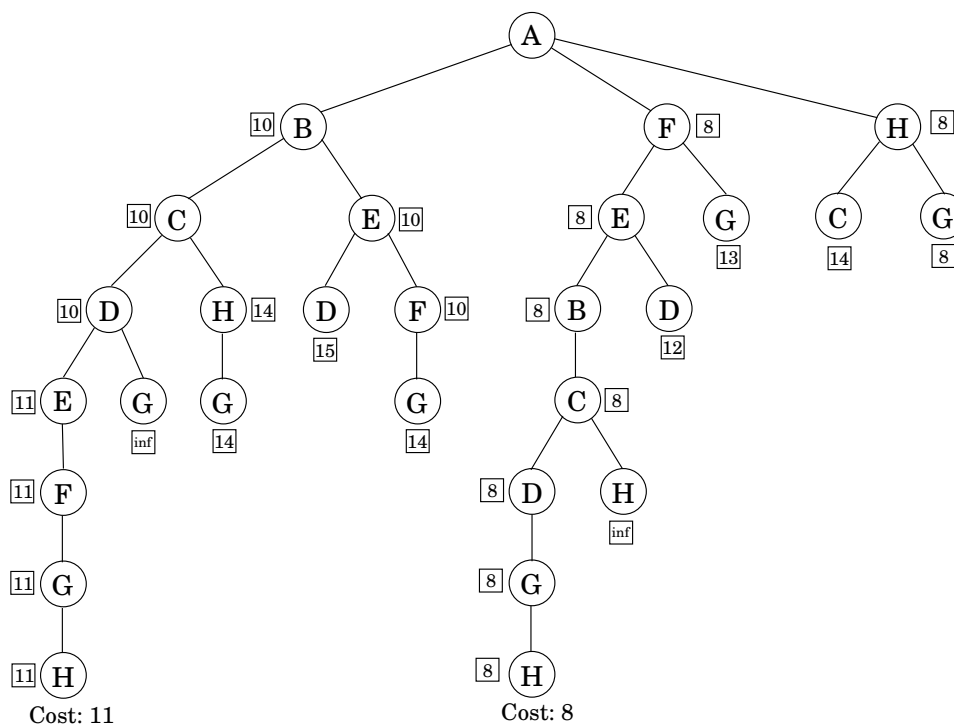 A
10 B F 8 H 8
10 C E 10 8 E G C G
13 14 8
10 D H 14 D F 10 8 B D
15 12
11 E G G G C 8
inf 14 14
11 F 8 D H
inf
11 G 8 G
11 H 8 H
Cost: 11 Cost: 8